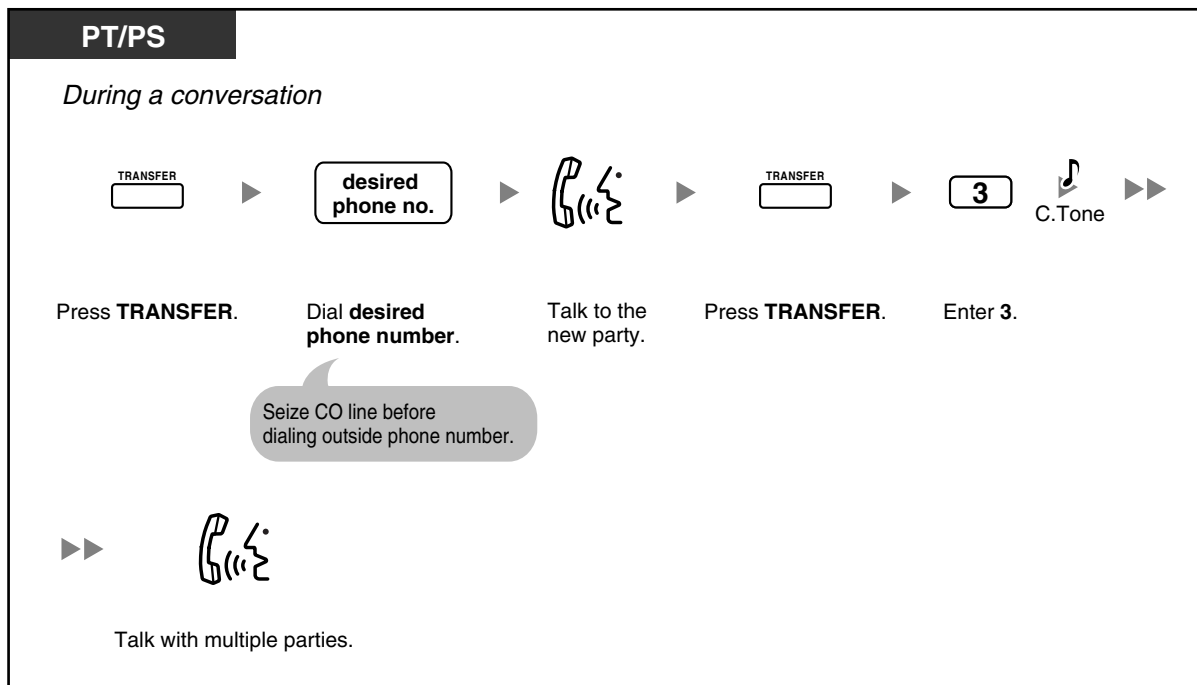 PT/PS
During a conversation
TRANSFER
desired
phone no.
TRANSFER
3
C.Tone
Press TRANSFER.
Dial desired
phone number.
Talk to the
new party.
Press TRANSFER.
Enter 3.
Seize CO line before
dialing outside phone number.
Talk with multiple parties.